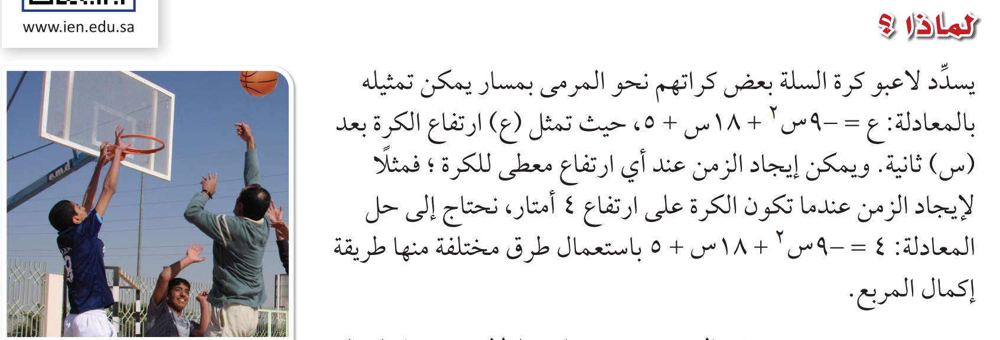 www.ien.edu.sa
لماذا ؟
يسدِّد لاعبو كرة السلة بعض كراتهم نحو المرمى بمسار يمكن تمثيله
بالمعادلة: ع = –٩س٢ + ١٨س + ٥، حيث تمثل (ع) ارتفاع الكرة بعد
(س) ثانية. ويمكن إيجاد الزمن عند أي ارتفاع معطى للكرة ؛ فمثلًا
لإيجاد الزمن عندما تكون الكرة على ارتفاع ٤ أمتار، نحتاج إلى حل
المعادلة: ٤ = –٩س٢ + ١٨س + ٥ باستعمال طرق مختلفة منها طريقة
إكمال المربع.
e.m.d